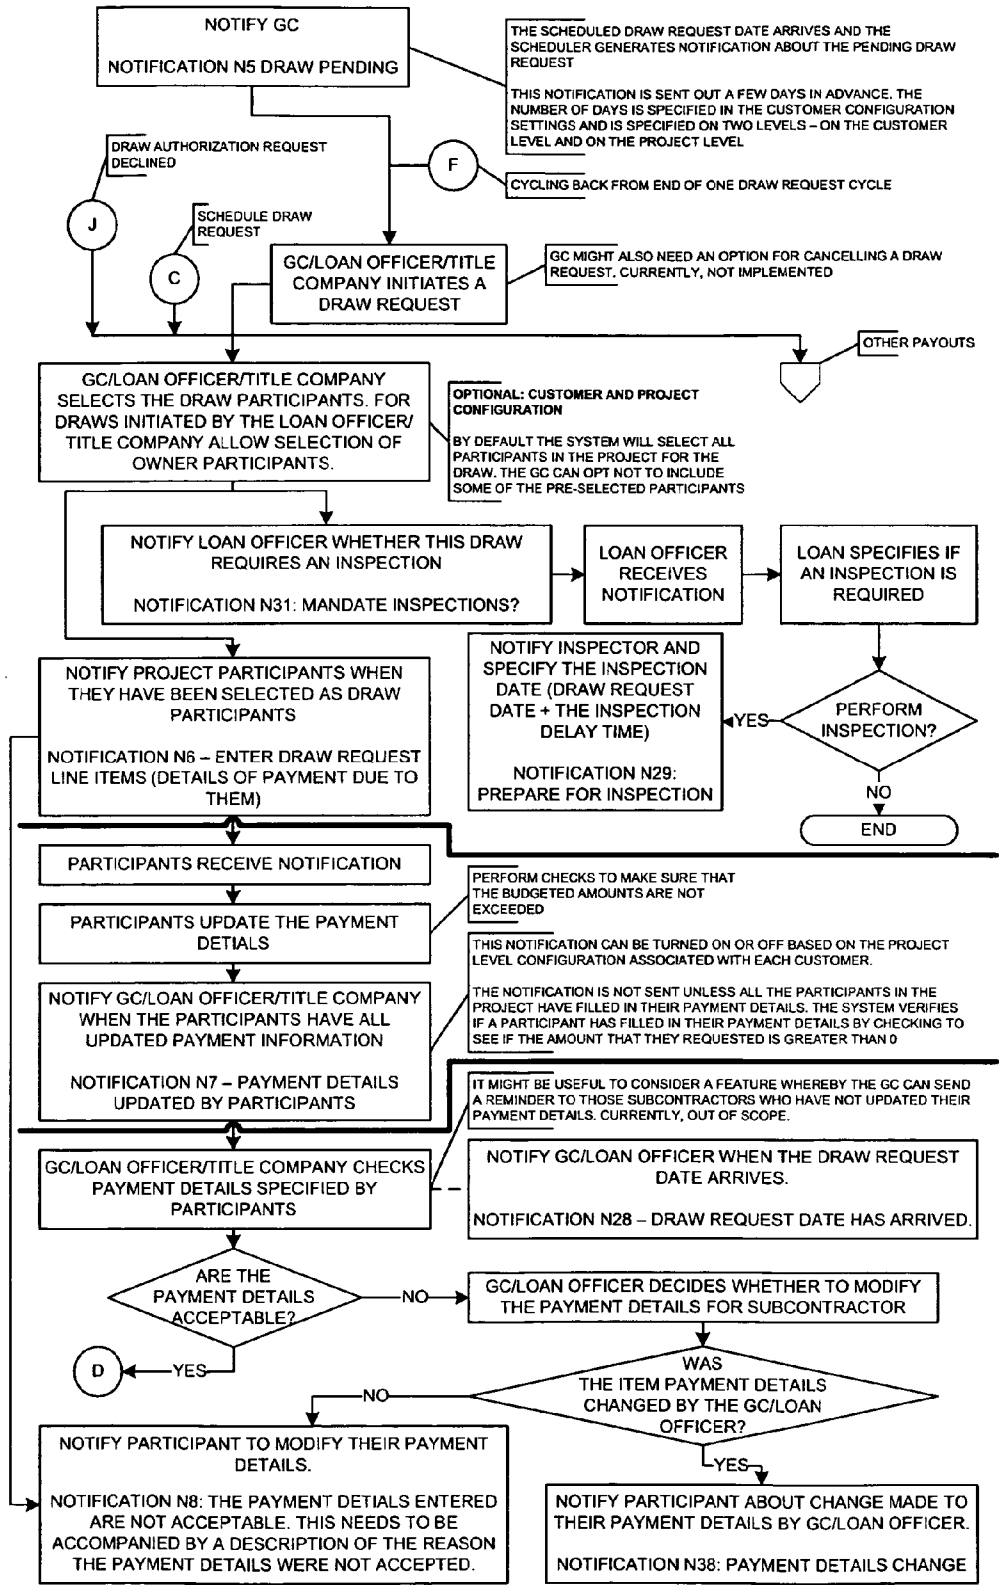 NOTIFY GC
NOTIFICATION N5 DRAW PENDING
THE SCHEDULED DRAW REQUEST DATE ARRIVES AND THE
SCHEDULER GENERATES NOTIFICATION ABOUT THE PENDING DRAW
REQUEST
THIS NOTIFICATION IS SENT OUT A FEW DAYS IN ADVANCE. THE
NUMBER OF DAYS IS SPECIFIED IN THE CUSTOMER CONFIGURATION
SETTINGS AND IS SPECIFIED ON TWO LEVELS – ON THE CUSTOMER
LEVEL AND ON THE PROJECT LEVEL
DRAW AUTHORIZATION REQUEST
DECLINED
F
CYCLING BACK FROM END OF ONE DRAW REQUEST CYCLE
J
SCHEDULE DRAW
REQUEST
C
GC/LOAN OFFICER/TITLE
COMPANY INITIATES A
DRAW REQUEST
GC MIGHT ALSO NEED AN OPTION FOR CANCELLING A DRAW
REQUEST. CURRENTLY, NOT IMPLEMENTED
OTHER PAYOUTS
GC/LOAN OFFICER/TITLE COMPANY
SELECTS THE DRAW PARTICIPANTS. FOR
DRAWS INITIATED BY THE LOAN OFFICER/
TITLE COMPANY ALLOW SELECTION OF
OWNER PARTICIPANTS.
OPTIONAL: CUSTOMER AND PROJECT
CONFIGURATION
BY DEFAULT THE SYSTEM WILL SELECT ALL
PARTICIPANTS IN THE PROJECT FOR THE
DRAW. THE GC CAN OPT NOT TO INCLUDE
SOME OF THE PRE-SELECTED PARTICIPANTS
NOTIFY LOAN OFFICER WHETHER THIS DRAW
REQUIRES AN INSPECTION
NOTIFICATION N31: MANDATE INSPECTIONS?
LOAN OFFICER
RECEIVES
NOTIFICATION
LOAN SPECIFIES IF
AN INSPECTION IS
REQUIRED
NOTIFY INSPECTOR AND
SPECIFY THE INSPECTION
DATE (DRAW REQUEST
DATE + THE INSPECTION
DELAY TIME)
NOTIFICATION N29:
PREPARE FOR INSPECTION
YES
PERFORM
INSPECTION?
NO
END
NOTIFY PROJECT PARTICIPANTS WHEN
THEY HAVE BEEN SELECTED AS DRAW
PARTICIPANTS
NOTIFICATION N6 – ENTER DRAW REQUEST
LINE ITEMS (DETAILS OF PAYMENT DUE TO
THEM)
PARTICIPANTS RECEIVE NOTIFICATION
PARTICIPANTS UPDATE THE PAYMENT
DETIALS
PERFORM CHECKS TO MAKE SURE THAT
THE BUDGETED AMOUNTS ARE NOT
EXCEEDED
NOTIFY GC/LOAN OFFICER/TITLE COMPANY
WHEN THE PARTICIPANTS HAVE ALL
UPDATED PAYMENT INFORMATION
NOTIFICATION N7 – PAYMENT DETAILS
UPDATED BY PARTICIPANTS
THIS NOTIFICATION CAN BE TURNED ON OR OFF BASED ON THE PROJECT
LEVEL CONFIGURATION ASSOCIATED WITH EACH CUSTOMER.
THE NOTIFICATION IS NOT SENT UNLESS ALL THE PARTICIPANTS IN THE
PROJECT HAVE FILLED IN THEIR PAYMENT DETAILS. THE SYSTEM VERIFIES
IF A PARTICIPANT HAS FILLED IN THEIR PAYMENT DETAILS BY CHECKING TO
SEE IF THE AMOUNT THAT THEY REQUESTED IS GREATER THAN 0
IT MIGHT BE USEFUL TO CONSIDER A FEATURE WHEREBY THE GC CAN SEND
A REMINDER TO THOSE SUBCONTRACTORS WHO HAVE NOT UPDATED THEIR
PAYMENT DETAILS. CURRENTLY, OUT OF SCOPE.
GC/LOAN OFFICER/TITLE COMPANY CHECKS
PAYMENT DETAILS SPECIFIED BY
PARTICIPANTS
NOTIFY GC/LOAN OFFICER WHEN THE DRAW REQUEST
DATE ARRIVES.
NOTIFICATION N28 – DRAW REQUEST DATE HAS ARRIVED.
ARE THE
PAYMENT DETAILS
ACCEPTABLE?
NO
GC/LOAN OFFICER DECIDES WHETHER TO MODIFY
THE PAYMENT DETAILS FOR SUBCONTRACTOR
D
YES
WAS
THE ITEM PAYMENT DETAILS
CHANGED BY THE GC/LOAN
OFFICER?
NO
YES
NOTIFY PARTICIPANT TO MODIFY THEIR PAYMENT
DETAILS.
NOTIFICATION N8: THE PAYMENT DETIALS ENTERED
ARE NOT ACCEPTABLE. THIS NEEDS TO BE
ACCOMPANIED BY A DESCRIPTION OF THE REASON
THE PAYMENT DETAILS WERE NOT ACCEPTED.
NOTIFY PARTICIPANT ABOUT CHANGE MADE TO
THEIR PAYMENT DETAILS BY GC/LOAN OFFICER.
NOTIFICATION N38: PAYMENT DETAILS CHANGE